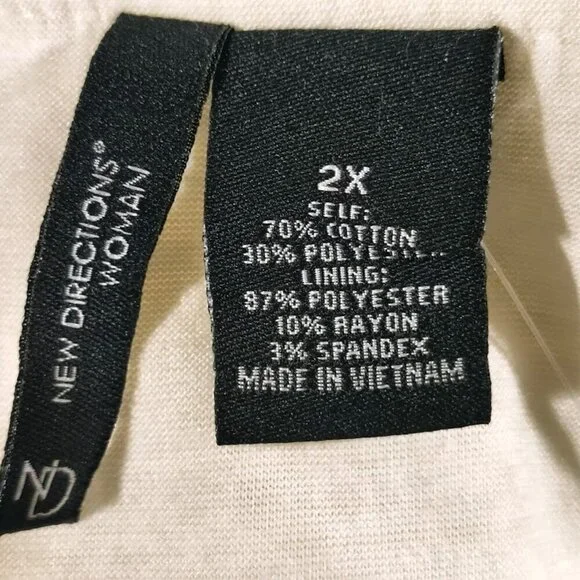 NEW DIRECTIONS®
WOMAN
ND
2X
SELF:
70% COTTON
30% POLYESTER
LINING:
87% POLYESTER
10% RAYON
3% SPANDEX
MADE IN VIETNAM